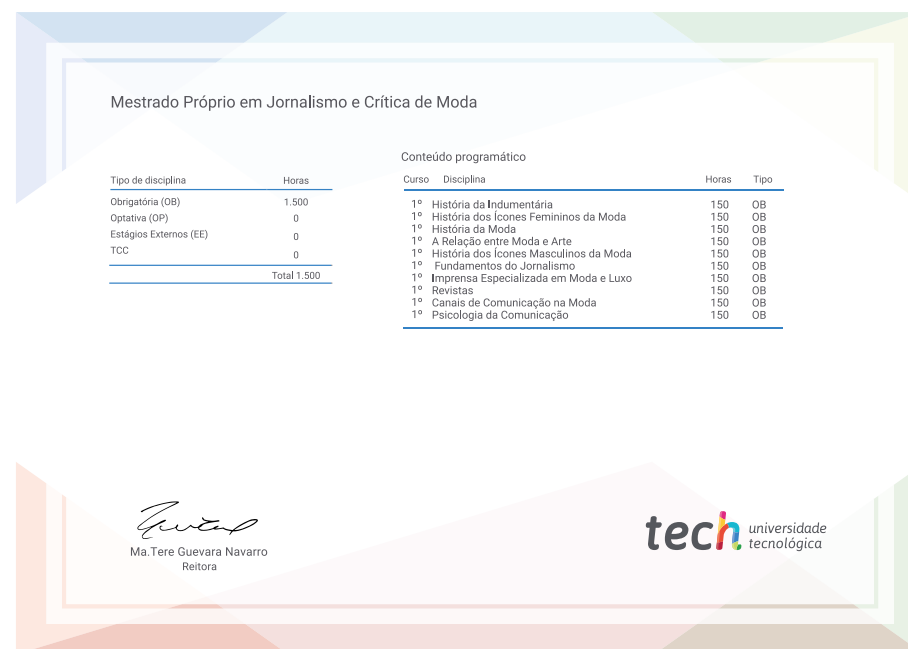 Mestrado Próprio em Jornalismo e Crítica de Moda
Tipo de disciplina Horas
Obrigatória (OB) 1.500
Optativa (OP) 0
Estágios Externos (EE) 0
TCC 0
Total 1.500
Conteúdo programático
Curso Disciplina Horas Tipo
1º História da Indumentária 150 OB
1º História dos Ícones Femininos da Moda 150 OB
1º História da Moda 150 OB
1º A Relação entre Moda e Arte 150 OB
1º História dos Ícones Masculinos da Moda 150 OB
1º Fundamentos do Jornalismo 150 OB
1º Imprensa Especializada em Moda e Luxo 150 OB
1º Revistas 150 OB
1º Canais de Comunicação na Moda 150 OB
1º Psicologia da Comunicação 150 OB
Ma.Tere Guevara Navarro
Reitora
tech universidade
tecnológica